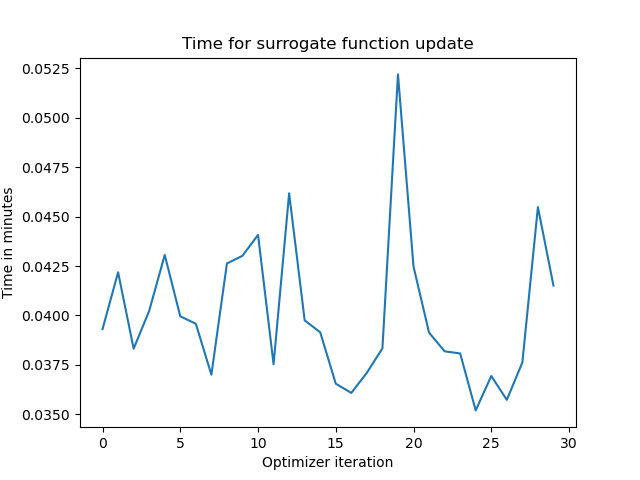 Time for surrogate function update
0.0525
0.0500
0.0475
0.0450
0.0425
0.0400
0.0375
0.0350
Time in minutes
0 5 10 15 20 25 30
Optimizer iteration